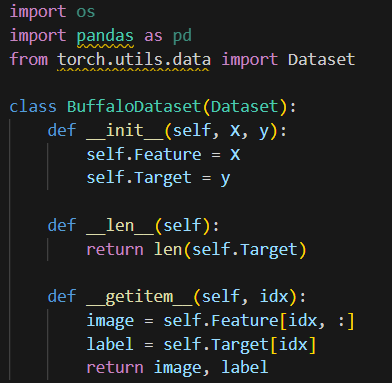 import os
import pandas as pd
from torch.utils.data import Dataset

class BuffaloDataset(Dataset):
    def __init__(self, X, y):
        self.Feature = X
        self.Target = y

    def __len__(self):
        return len(self.Target)

    def __getitem__(self, idx):
        image = self.Feature[idx, :]
        label = self.Target[idx]
        return image, label